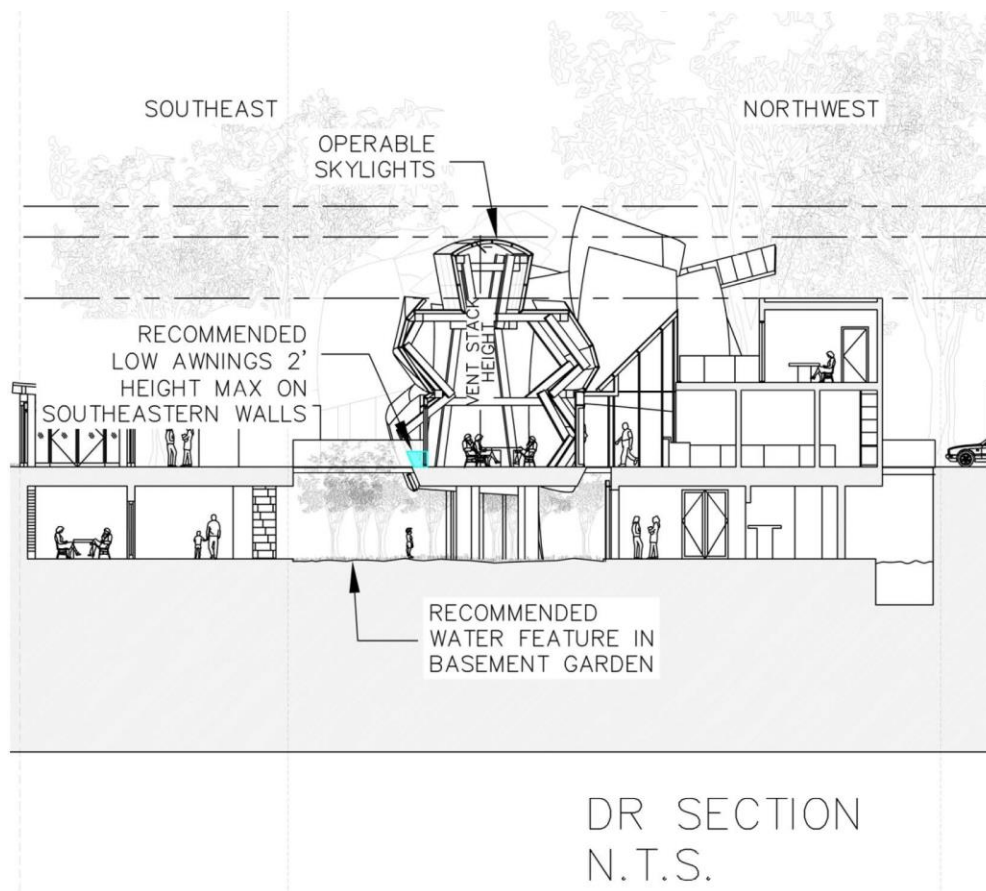 SOUTHEAST
NORTHWEST
OPERABLE
SKYLIGHTS
VENT STACK
HEIGHT
RECOMMENDED
LOW AWNINGS 2'
HEIGHT MAX ON
SOUTHEASTERN WALLS
RECOMMENDED
WATER FEATURE IN
BASEMENT GARDEN
DR SECTION
N.T.S.